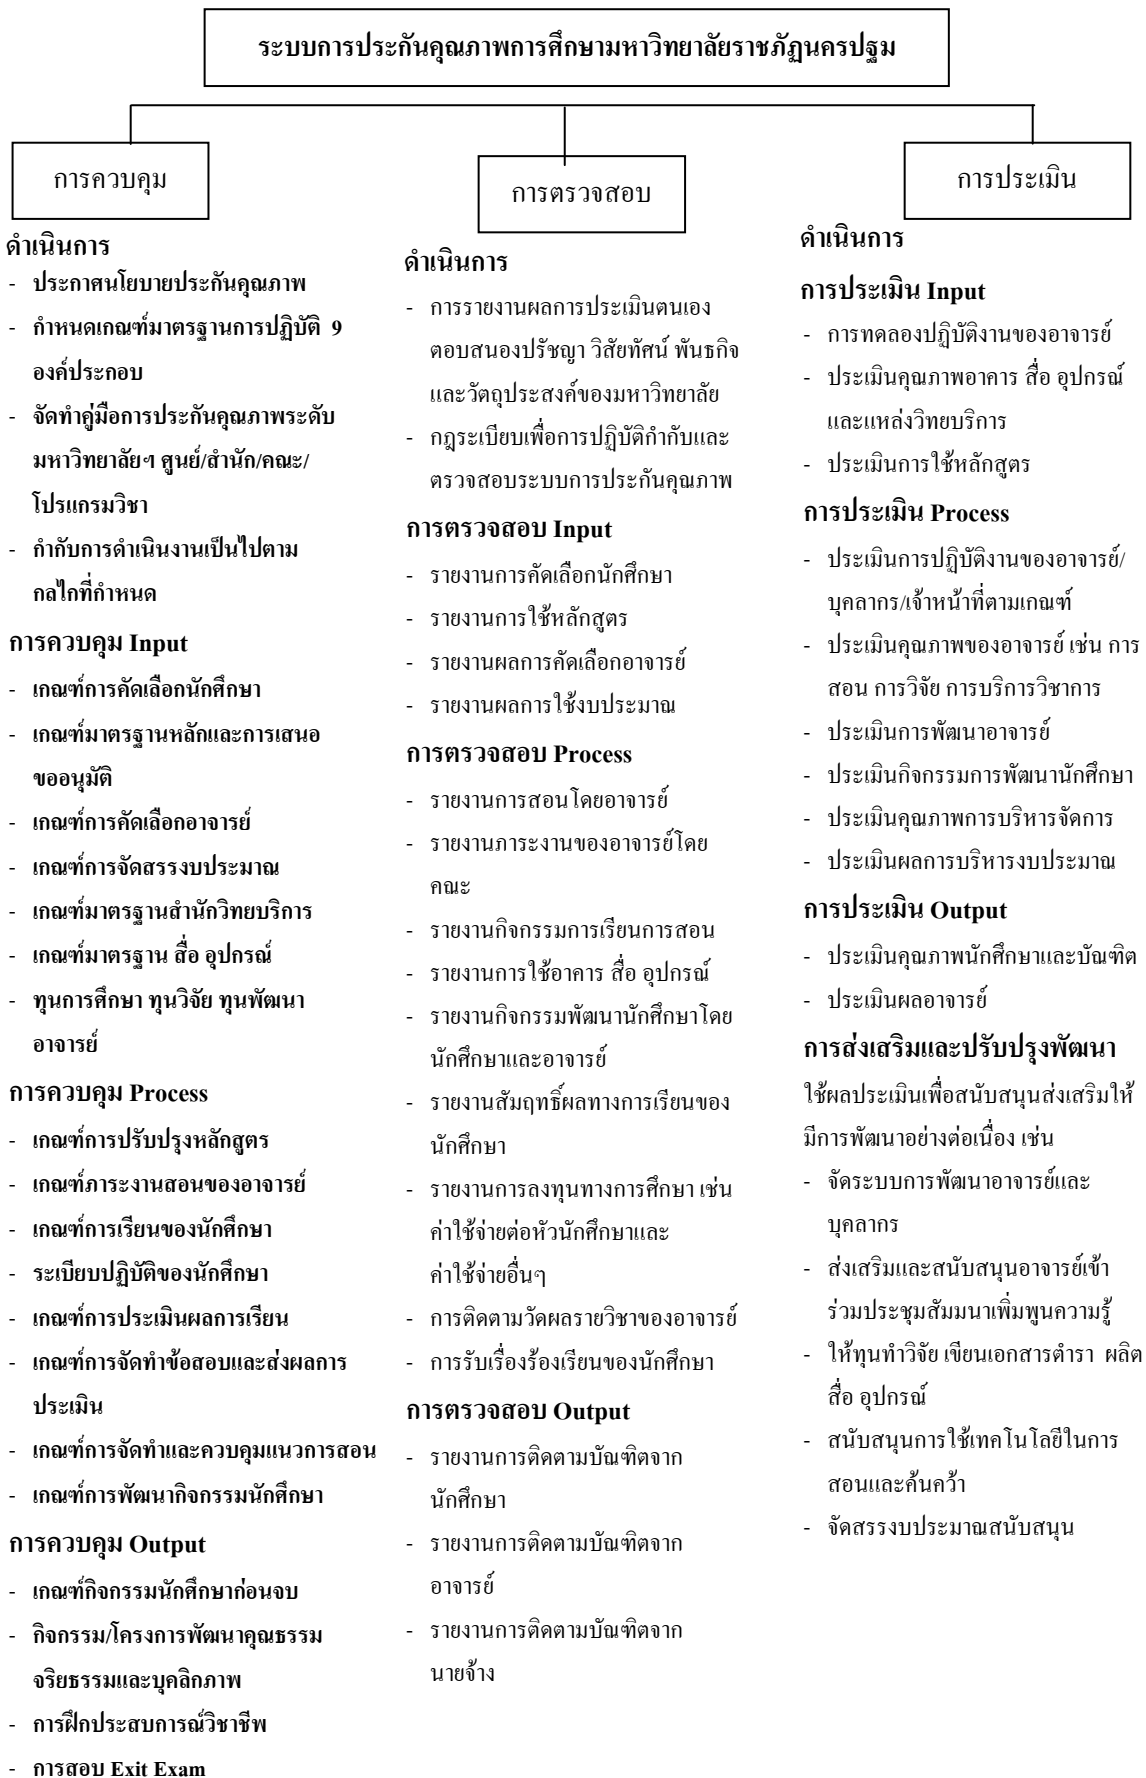 ระบบการประกันคุณภาพการศึกษามหาวิทยาลัยราชภัฏนครปฐม
การควบคุม
ดำเนินการ
- ประกาศนโยบายประกันคุณภาพ
- กำหนดเกณฑ์มาตรฐานการปฏิบัติ 9
องค์ประกอบ
- จัดทำคู่มือการประกันคุณภาพระดับ
มหาวิทยาลัยฯ ศูนย์/สำนัก/คณะ/
โปรแกรมวิชา
- กำกับการดำเนินงานเป็นไปตาม
กลไกที่กำหนด
การควบคุม Input
- เกณฑ์การคัดเลือกนักศึกษา
- เกณฑ์มาตรฐานหลักและการเสนอ
ขออนุมัติ
- เกณฑ์การคัดเลือกอาจารย์
- เกณฑ์การจัดสรรงบประมาณ
- เกณฑ์มาตรฐานสำนักวิทยบริการ
- เกณฑ์มาตรฐาน สื่อ อุปกรณ์
- ทุนการศึกษา ทุนวิจัย ทุนพัฒนา
อาจารย์
การควบคุม Process
- เกณฑ์การปรับปรุงหลักสูตร
- เกณฑ์ภาระงานสอนของอาจารย์
- เกณฑ์การเรียนของนักศึกษา
- ระเบียบปฏิบัติของนักศึกษา
- เกณฑ์การประเมินผลการเรียน
- เกณฑ์การจัดทำข้อสอบและส่งผลการ
ประเมิน
- เกณฑ์การจัดทำและควบคุมแนวการสอน
- เกณฑ์การพัฒนากิจกรรมนักศึกษา
การควบคุม Output
- เกณฑ์กิจกรรมนักศึกษาก่อนจบ
- กิจกรรม/โครงการพัฒนาคุณธรรม
จริยธรรมและบุคลิกภาพ
- การฝึกประสบการณ์วิชาชีพ
- การสอบ Exit Exam
การตรวจสอบ
ดำเนินการ
- การรายงานผลการประเมินตนเอง
ตอบสนองปรัชญา วิสัยทัศน์ พันธกิจ
และวัตถุประสงค์ของมหาวิทยาลัย
- กฎระเบียบเพื่อการปฏิบัติกำกับและ
ตรวจสอบระบบการประกันคุณภาพ
การตรวจสอบ Input
- รายงานการคัดเลือกนักศึกษา
- รายงานการใช้หลักสูตร
- รายงานผลการคัดเลือกอาจารย์
- รายงานผลการใช้งบประมาณ
การตรวจสอบ Process
- รายงานการสอนโดยอาจารย์
- รายงานภาระงานของอาจารย์โดย
คณะ
- รายงานกิจกรรมการเรียนการสอน
- รายงานการใช้อาคาร สื่อ อุปกรณ์
- รายงานกิจกรรมพัฒนานักศึกษาโดย
นักศึกษาและอาจารย์
- รายงานสัมฤทธิ์ผลทางการเรียนของ
นักศึกษา
- รายงานการลงทุนทางการศึกษา เช่น
ค่าใช้จ่ายต่อหัวนักศึกษาและ
ค่าใช้จ่ายอื่นๆ
- การติดตามวัดผลรายวิชาของอาจารย์
- การรับเรื่องร้องเรียนของนักศึกษา
การตรวจสอบ Output
- รายงานการติดตามบัณฑิตจาก
นักศึกษา
- รายงานการติดตามบัณฑิตจาก
อาจารย์
- รายงานการติดตามบัณฑิตจาก
นายจ้าง
การประเมิน
ดำเนินการ
การประเมิน Input
- การทดลองปฏิบัติงานของอาจารย์
- ประเมินคุณภาพอาคาร สื่อ อุปกรณ์
และแหล่งวิทยบริการ
- ประเมินการใช้หลักสูตร
การประเมิน Process
- ประเมินการปฏิบัติงานของอาจารย์/
บุคลากร/เจ้าหน้าที่ตามเกณฑ์
- ประเมินคุณภาพของอาจารย์ เช่น การ
สอน การวิจัย การบริการวิชาการ
- ประเมินการพัฒนาอาจารย์
- ประเมินกิจกรรมการพัฒนานักศึกษา
- ประเมินคุณภาพการบริหารจัดการ
- ประเมินผลการบริหารงบประมาณ
การประเมิน Output
- ประเมินคุณภาพนักศึกษาและบัณฑิต
- ประเมินผลอาจารย์
การส่งเสริมและปรับปรุงพัฒนา
ใช้ผลประเมินเพื่อสนับสนุนส่งเสริมให้
มีการพัฒนาอย่างต่อเนื่อง เช่น
- จัดระบบการพัฒนาอาจารย์และ
บุคลากร
- ส่งเสริมและสนับสนุนอาจารย์เข้า
ร่วมประชุมสัมมนาเพิ่มพูนความรู้
- ให้ทุนทำวิจัย เขียนเอกสารตำรา ผลิต
สื่อ อุปกรณ์
- สนับสนุนการใช้เทคโนโลยีในการ
สอนและค้นคว้า
- จัดสรรงบประมาณสนับสนุน